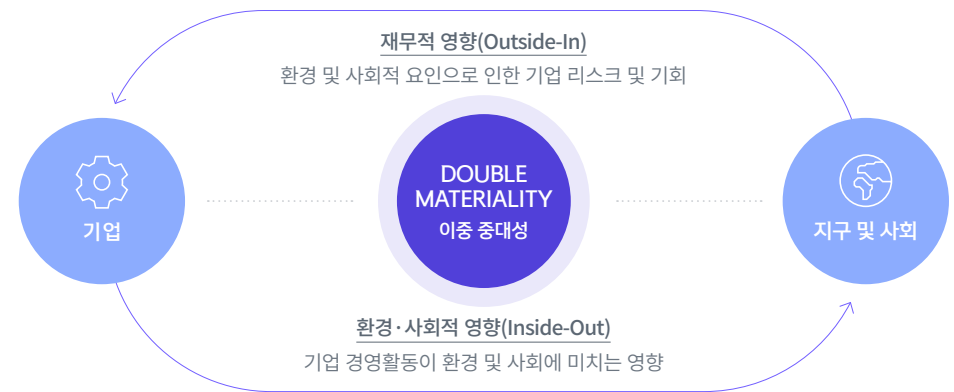 재무적 영향(Outside-In)
환경 및 사회적 요인으로 인한 기업 리스크 및 기회
기업
DOUBLE
MATERIALITY
이중 중대성
지구 및 사회
환경·사회적 영향(Inside-Out)
기업 경영활동이 환경 및 사회에 미치는 영향